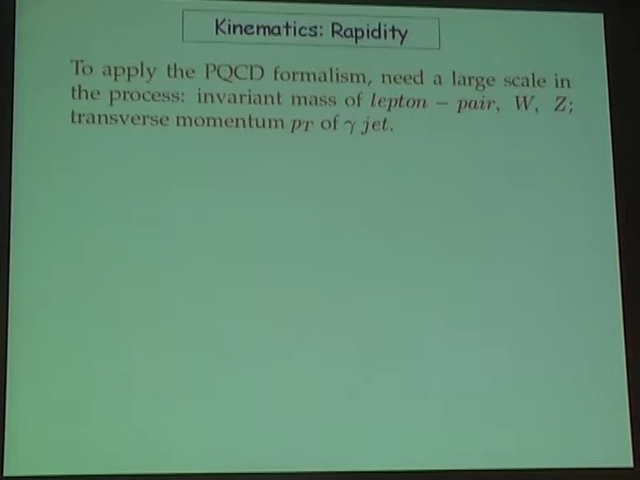 Kinematics: Rapidity
To apply the PQCD formalism, need a large scale in
the process: invariant mass of lepton – pair, W, Z;
transverse momentum pT of γ jet.